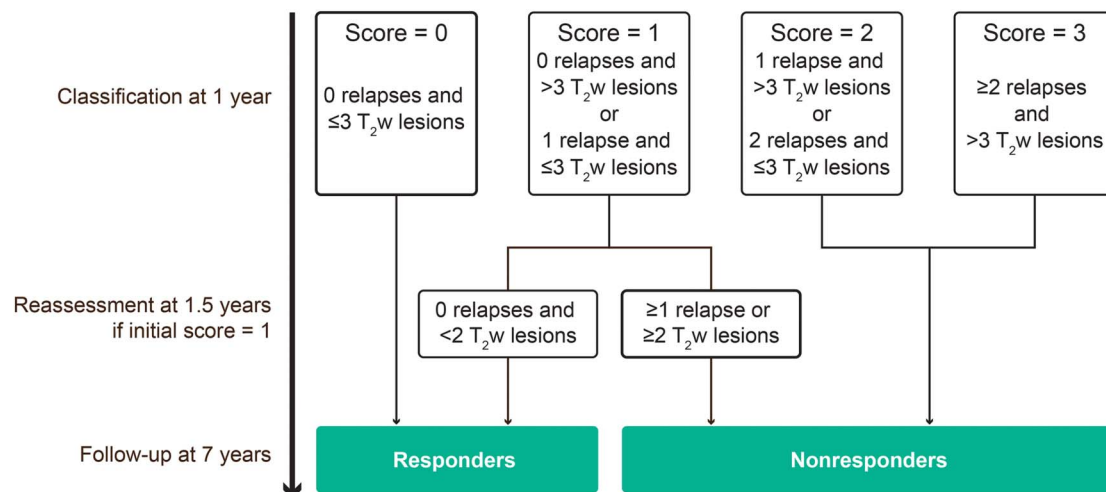 Classification at 1 year
Score = 0
0 relapses and
≤3 T₂w lesions
Score = 1
0 relapses and
>3 T₂w lesions
or
1 relapse and
≤3 T₂w lesions
Score = 2
1 relapse and
>3 T₂w lesions
or
2 relapses and
≤3 T₂w lesions
Score = 3
≥2 relapses
and
>3 T₂w lesions
Reassessment at 1.5 years
if initial score = 1
0 relapses and
<2 T₂w lesions
≥1 relapse or
≥2 T₂w lesions
Follow-up at 7 years
Responders
Nonresponders